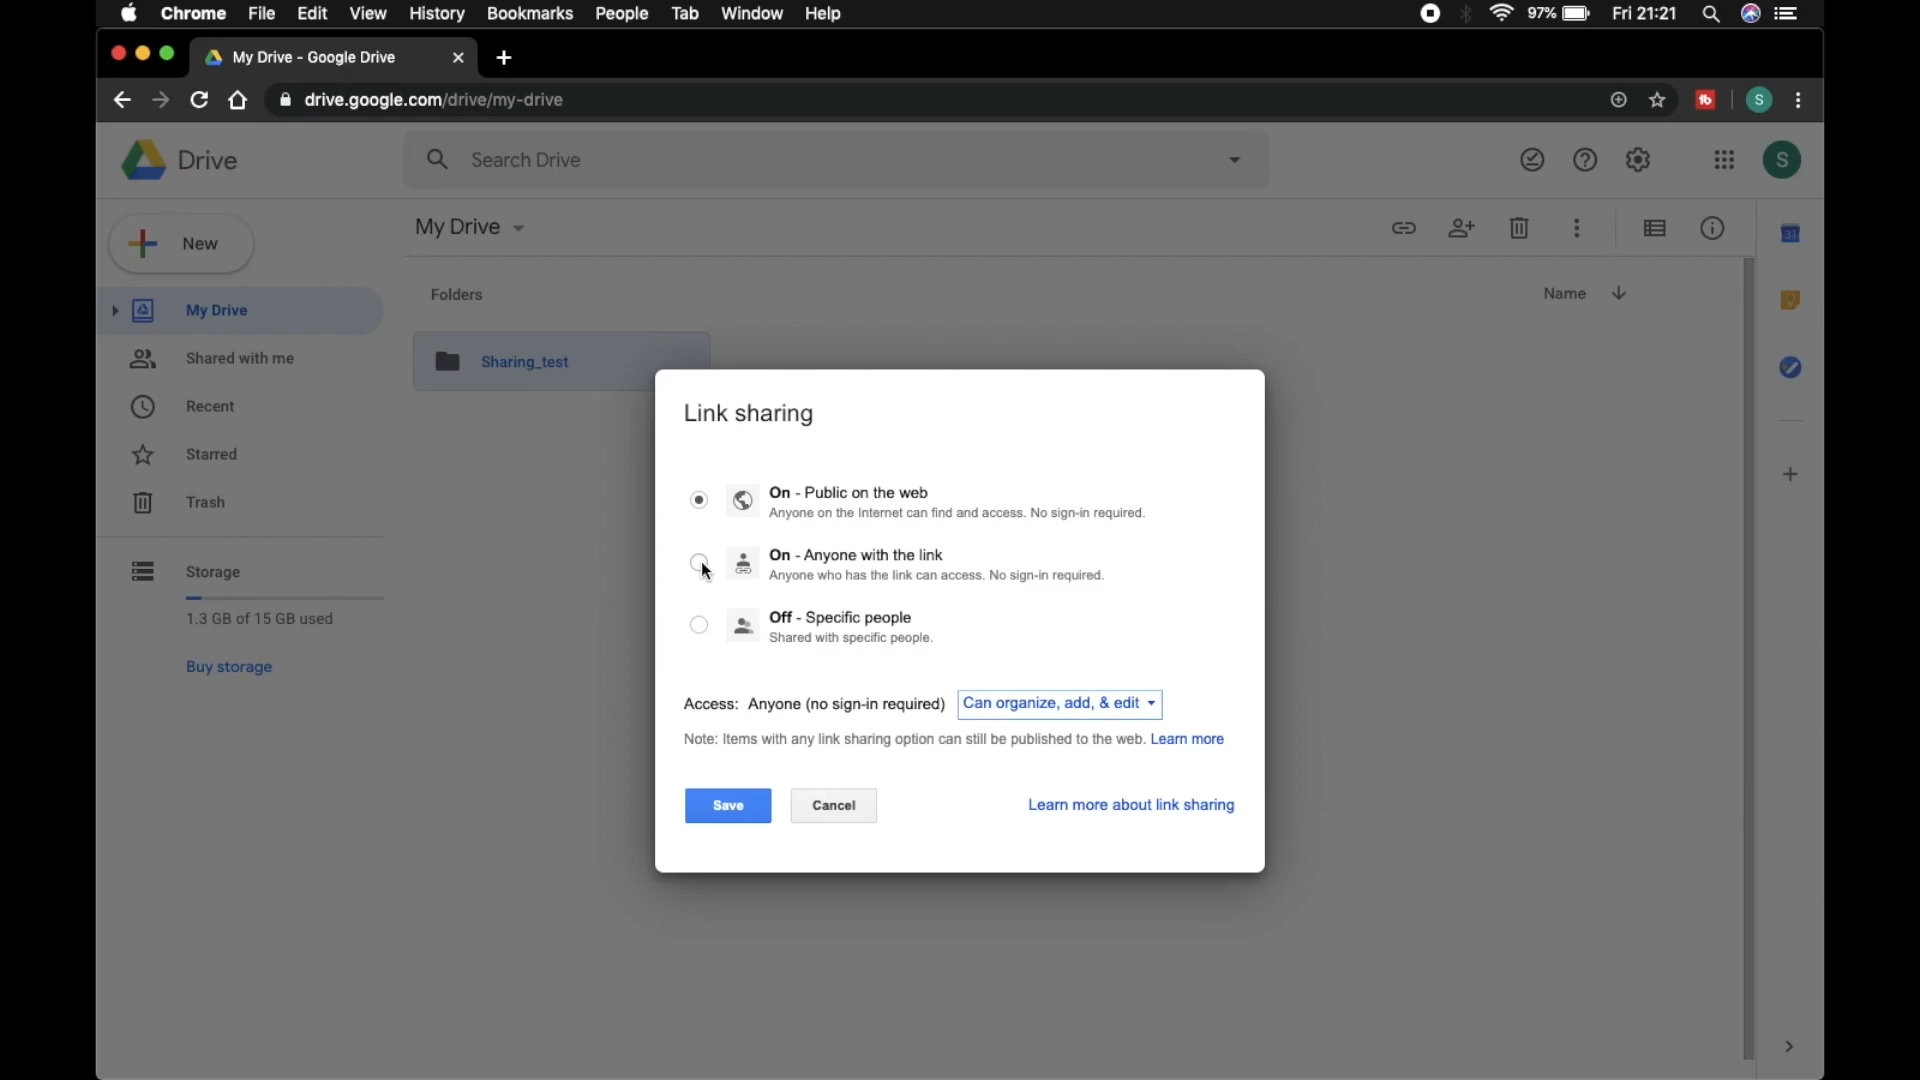 Chrome File Edit View History Bookmarks People Tab Window Help 97% Fri 21:21
My Drive - Google Drive
drive.google.com/drive/my-drive
S
Drive
Search Drive
S
New
My Drive
31
Folders
Name
My Drive
Shared with me
Recent
Starred
Trash
Storage
1.3 GB of 15 GB used
Buy storage
Sharing_test
Link sharing
On - Public on the web
Anyone on the Internet can find and access. No sign-in required.
On - Anyone with the link
Anyone who has the link can access. No sign-in required.
Off - Specific people
Shared with specific people.
Access: Anyone (no sign-in required) Can organize, add, & edit
Note: Items with any link sharing option can still be published to the web. Learn more
Save Cancel Learn more about link sharing